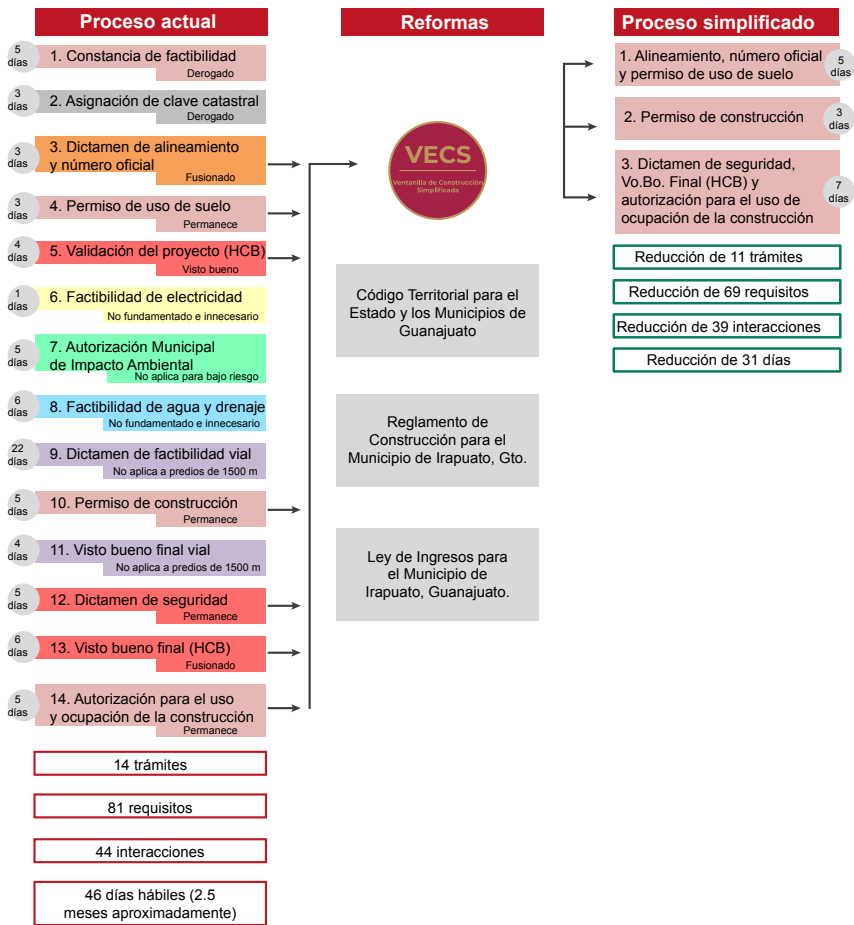 Proceso actual
5
días
1. Constancia de factibilidad
Derogado
3
días
2. Asignación de clave catastral
Derogado
3
días
3. Dictamen de alineamiento
y número oficial
Fusionado
3
días
4. Permiso de uso de suelo
Permanece
4
días
5. Validación del proyecto (HCB)
Visto bueno
1
días
6. Factibilidad de electricidad
No fundamentado e innecesario
5
días
7. Autorización Municipal
de Impacto Ambiental
No aplica para bajo riesgo
6
días
8. Factibilidad de agua y drenaje
No fundamentado e innecesario
22
días
9. Dictamen de factibilidad vial
No aplica a predios de 1500 m
5
días
10. Permiso de construcción
Permanece
4
días
11. Visto bueno final vial
No aplica a predios de 1500 m
5
días
12. Dictamen de seguridad
Permanece
6
días
13. Visto bueno final (HCB)
Fusionado
5
días
14. Autorización para el uso
y ocupación de la construcción
Permanece
14 trámites
81 requisitos
44 interacciones
46 días hábiles (2.5
meses aproximadamente)
Reformas
VECS
Ventanilla de Construcción
Simplificada
Código Territorial para el
Estado y los Municipios de
Guanajuato
Reglamento de
Construcción para el
Municipio de Irapuato, Gto.
Ley de Ingresos para
el Municipio de
Irapuato, Guanajuato.
Proceso simplificado
1. Alineamiento, número oficial
y permiso de uso de suelo
5
días
2. Permiso de construcción
3
días
3. Dictamen de seguridad,
Vo.Bo. Final (HCB) y
autorización para el uso de
ocupación de la construcción
7
días
Reducción de 11 trámites
Reducción de 69 requisitos
Reducción de 39 interacciones
Reducción de 31 días